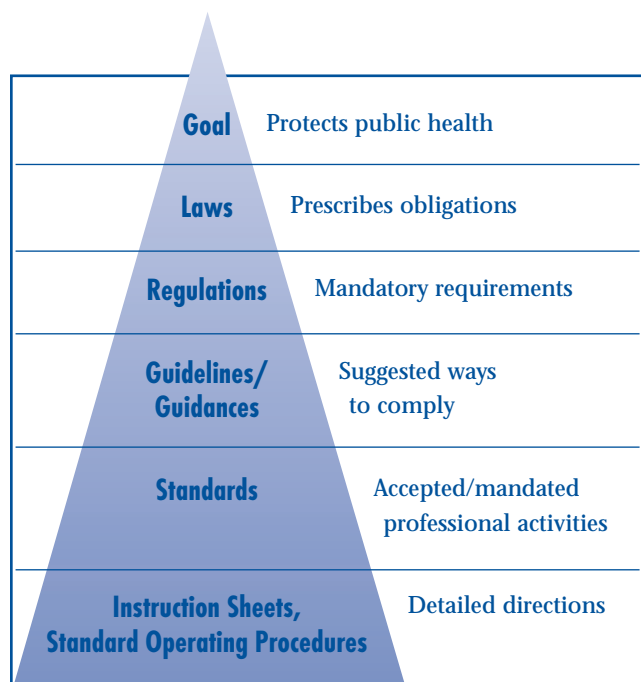 Goal Protects public health
Laws Prescribes obligations
Regulations Mandatory requirements
Guidelines/
Guidances
Suggested ways
to comply
Standards
Accepted/mandated
professional activities
Instruction Sheets,
Standard Operating Procedures
Detailed directions